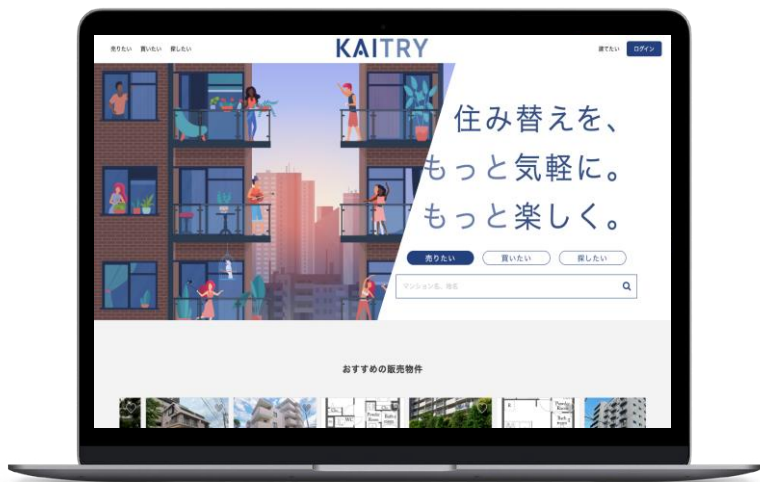 売りたい 買いたい 探したい
KAITRY
建てたい ログイン
住み替えを、
もっと気軽に。
もっと楽しく。
売りたい 買いたい 探したい
マンション名、地名
おすすめの販売物件